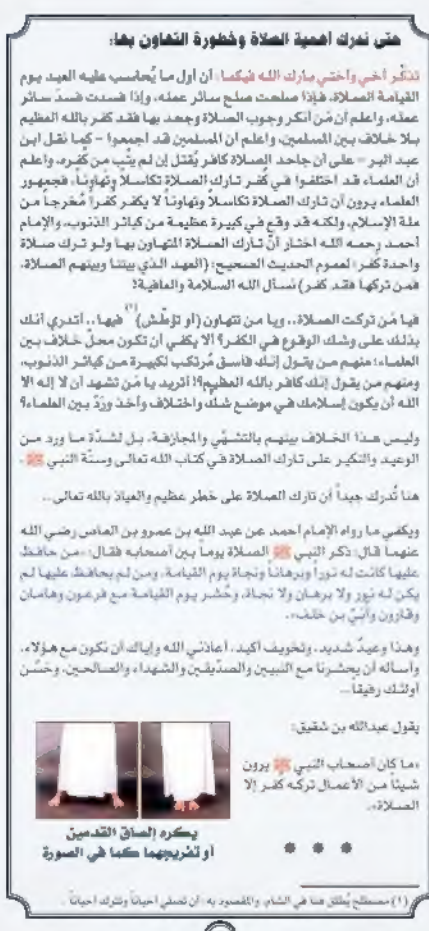 حتى ندرك أهمية الصلاة وخطورة التهاون بها:
تذكّر أخي وأختي بارك الله فيكما: أن أول ما يُحاسب عليه العبد يوم
القيامة الصلاة، فإذا صلحت صلح سائر عمله، وإذا فسدت فسدَ سائر
عمله، واعلم أن مَن أنكر وجوب الصلاة وجحد بها فقد كفر بالله العظيم
بلا خلاف بين المسلمين، واعلم أن المسلمين قد أجمعوا - كما نقل ابن
عبد البر - على أن جاحد الصلاة كافر يُقتل إن لم يتُب من كُفره، واعلم
أن العلماء قد اختلفوا في كُفر تارك الصلاة تكاسلاً وتهاوناً، فجمهور
العلماء يرون أن تارك الصلاة تكاسلاً وتهاوناً لا يكفر كفراً مُخرجاً من
ملة الإسلام، ولكنه قد وقع في كبيرة عظيمة من كبائر الذنوب، والإمام
أحمد رحمه الله اختار أنّ تارك الصلاة المتهاون بها ولو ترك صلاة
واحدة كفر؛ لعموم الحديث الصحيح: (العهد الذي بيننا وبينهم الصلاة،
فمن تركها فقد كفر) نسأل الله السلامة والعافية!
فيا مَن تركت الصلاة.. ويا من تتهاون (أو تؤطّش)(١) فيها.. أتدري أنك
بذلك على وشك الوقوع في الكفر؟ ألا يكفي أن تكون محلّ خلاف بين
العلماء؛ منهم من يقول إنك فاسق مُرتكب لكبيرة من كبائر الذنوب،
ومنهم من يقول إنك كافر بالله العظيم؟! أتريد يا مَن تشهد أن لا إله إلا
الله أن يكون إسلامك في موضع شك واختلاف وأخذ وردّ بين العلماء؟
وليس هذا الخلاف بينهم بالتشهّي والمجازفة، بل لشدّة ما ورد من
الوعيد والنكير على تارك الصلاة في كتاب الله تعالى وسنّة النبي ﷺ.
هنا تُدرك جيداً أن تارك الصلاة على خطر عظيم والعياذ بالله تعالى..
ويكفي ما رواه الإمام أحمد عن عبد الله بن عمرو بن العاص رضي الله
عنهما قال: ذكر النبي ﷺ الصلاة يوماً بين أصحابه فقال: «من حافظ
عليها كانت له نوراً وبرهاناً ونجاة يوم القيامة، ومن لم يحافظ عليها لم
يكن له نور ولا برهان ولا نجاة، وحُشر يوم القيامة مع فرعون وهامان
وقارون وأُبيّ بن خلف».
وهذا وعيدٌ شديد، وتخويف أكيد، أعاذني الله وإياك أن نكون مع هؤلاء،
وأسأله أن يحشرنا مع النبيين والصدّيقين والشهداء والصالحين، وحسُن
أولئك رفيقاً..
يقول عبدالله بن شقيق:
«ما كان أصحاب النبي ﷺ يرون
شيئاً من الأعمال تركه كفر إلا
الصلاة».
يكره إلصاق القدمين
أو تفريجهما كما في الصورة
(١) مصطلح يُطلق هنا في الشام، والمقصود به: أن تصلي أحياناً وتترك أحياناً.